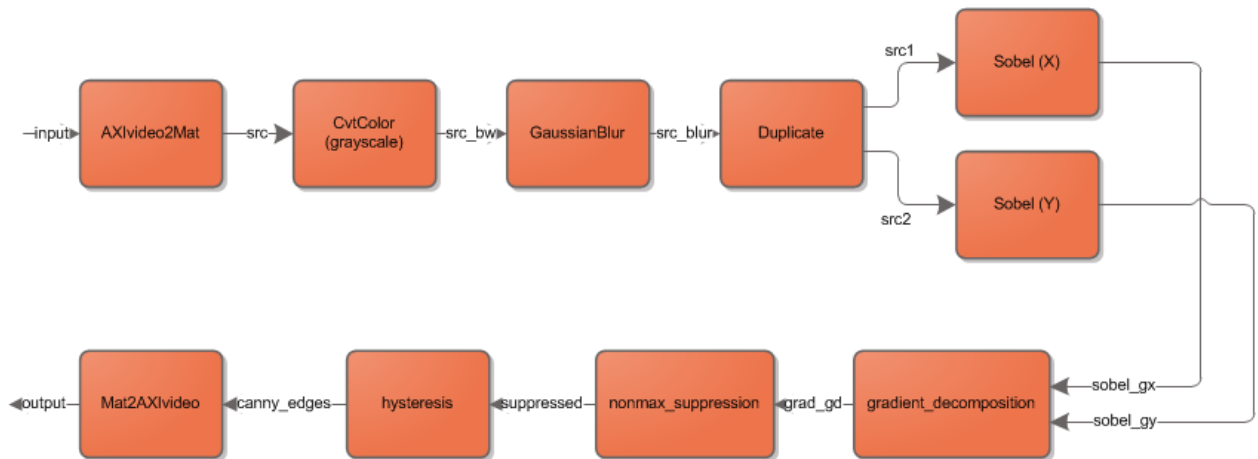 input
AXIvideo2Mat
src
CvtColor
(grayscale)
src_bw
GaussianBlur
src_blur
Duplicate
src1
src2
Sobel (X)
Sobel (Y)
sobel_gx
sobel_gy
gradient_decomposition
grad_gd
nonmax_suppression
suppressed
hysteresis
canny_edges
Mat2AXIvideo
output